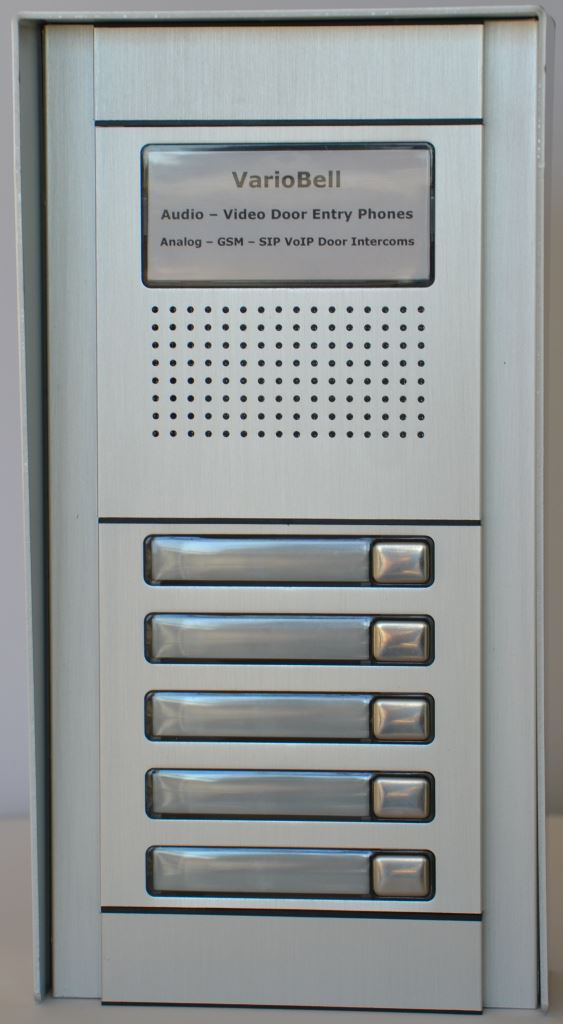 VarioBell
Audio – Video Door Entry Phones
Analog – GSM – SIP VoIP Door Intercoms